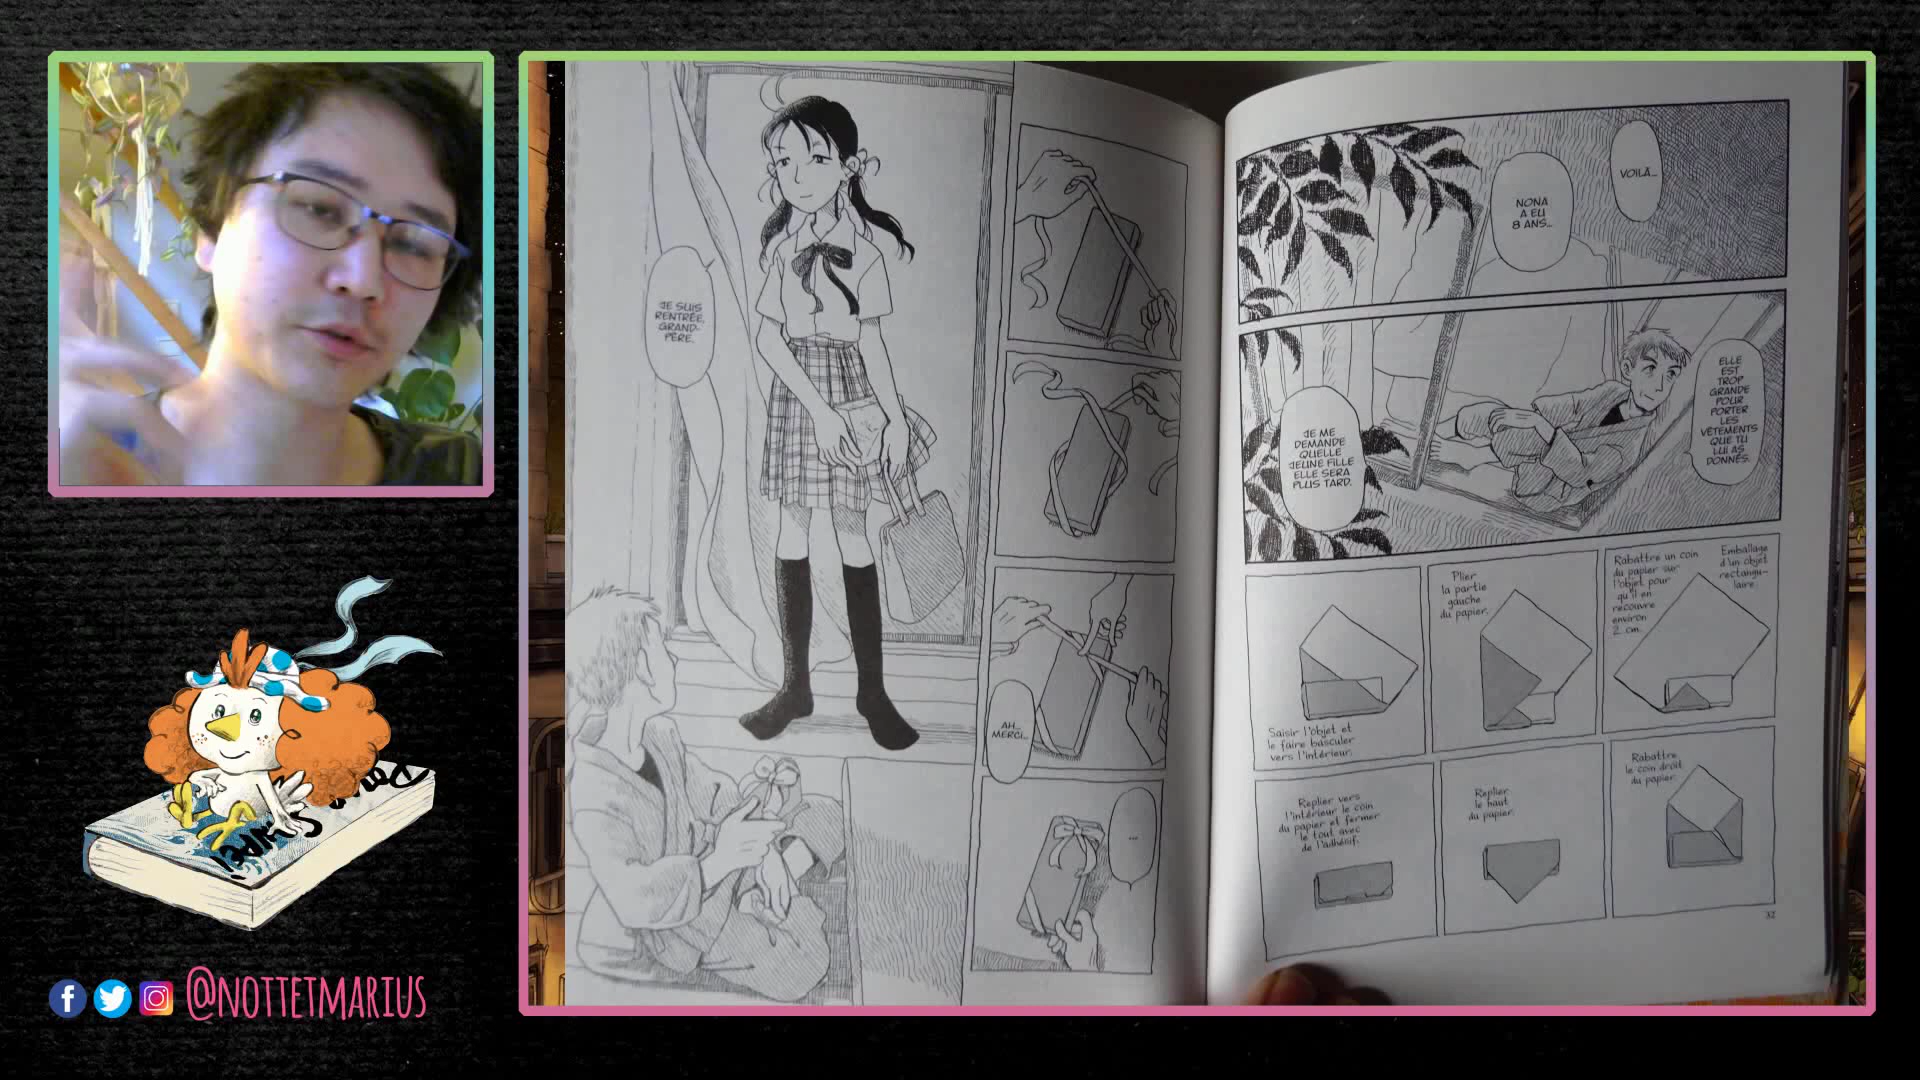 VOILÀ...
NONA
A EU
8 ANS...
ELLE
EST
TROP
GRANDE
POUR
PORTER
LES
VÊTEMENTS
QUE TU
LUI AS
DONNÉS.
JE ME
DEMANDE
QUELLE
JEUNE FILLE
ELLE SERA
PLUS TARD.
Emballage
d'un objet
rectangu-
laire.
Rabattre un coin
du papier sur
l'objet pour
qu'il en
recouvre
environ
2 cm.
Plier
la partie
gauche
du papier.
Saisir l'objet et
le faire basculer
vers l'intérieur.
Rabattre
le coin droit
du papier.
Replier
le haut
du papier.
Replier vers
l'intérieur le coin
du papier et fermer
le tout avec
de l'adhésif.
32
AH...
MERCI...
...
JE SUIS
RENTRÉE,
GRAND-
PÈRE.
@NOTTETMARIUS